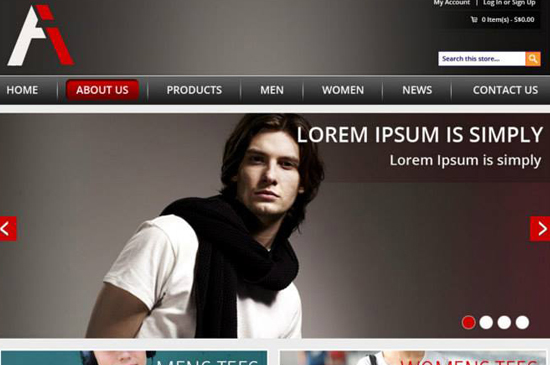 My Account | Log In or Sign Up
0 Item(s) - S$0.00
Search this store...
HOME
ABOUT US
PRODUCTS
MEN
WOMEN
NEWS
CONTACT US
LOREM IPSUM IS SIMPLY
Lorem Ipsum is simply
MENS TEES
WOMENS TEES